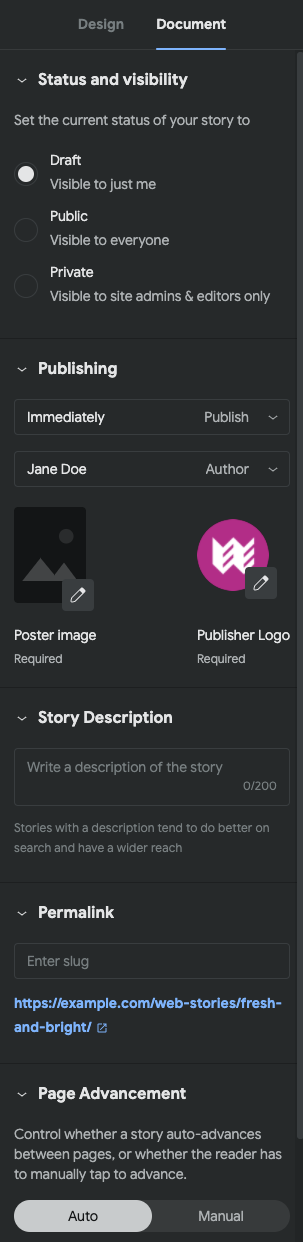 Design Document
Status and visibility
Set the current status of your story to
Draft
Visible to just me
Public
Visible to everyone
Private
Visible to site admins & editors only
Publishing
Immediately Publish
Jane Doe Author
Poster image Publisher Logo
Required Required
Story Description
Write a description of the story
0/200
Stories with a description tend to do better on
search and have a wider reach
Permalink
Enter slug
https://example.com/web-stories/fresh-
and-bright/
Page Advancement
Control whether a story auto-advances
between pages, or whether the reader has
to manually tap to advance.
Auto Manual